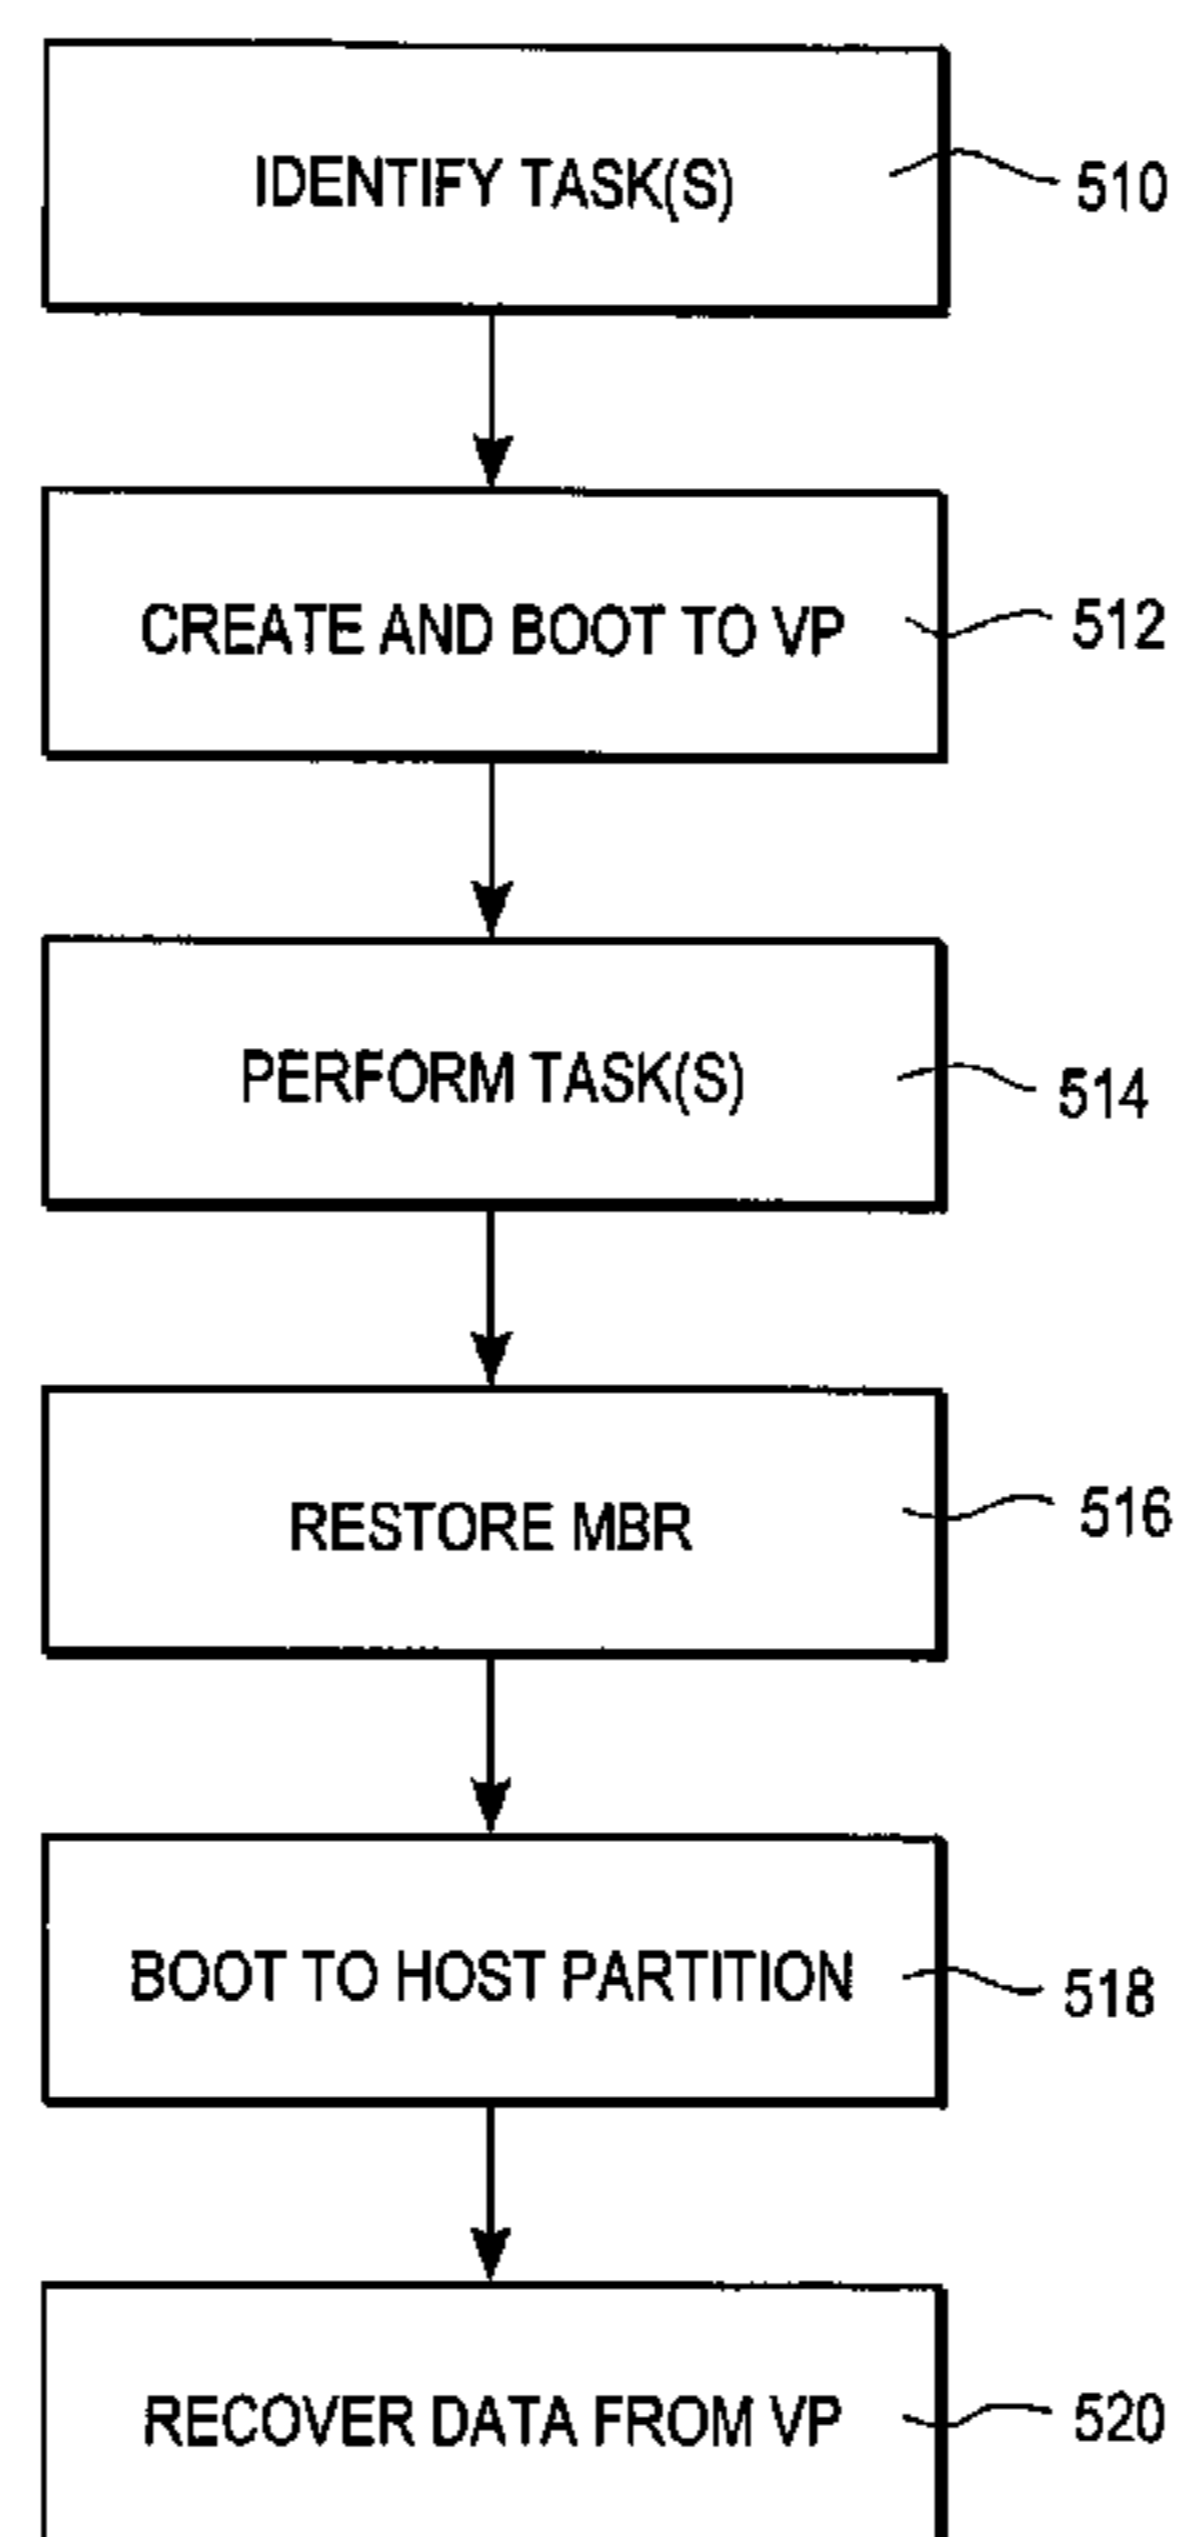 IDENTIFY TASK(S)
510
CREATE AND BOOT TO VP
512
PERFORM TASK(S)
514
RESTORE MBR
516
BOOT TO HOST PARTITION
518
RECOVER DATA FROM VP
520